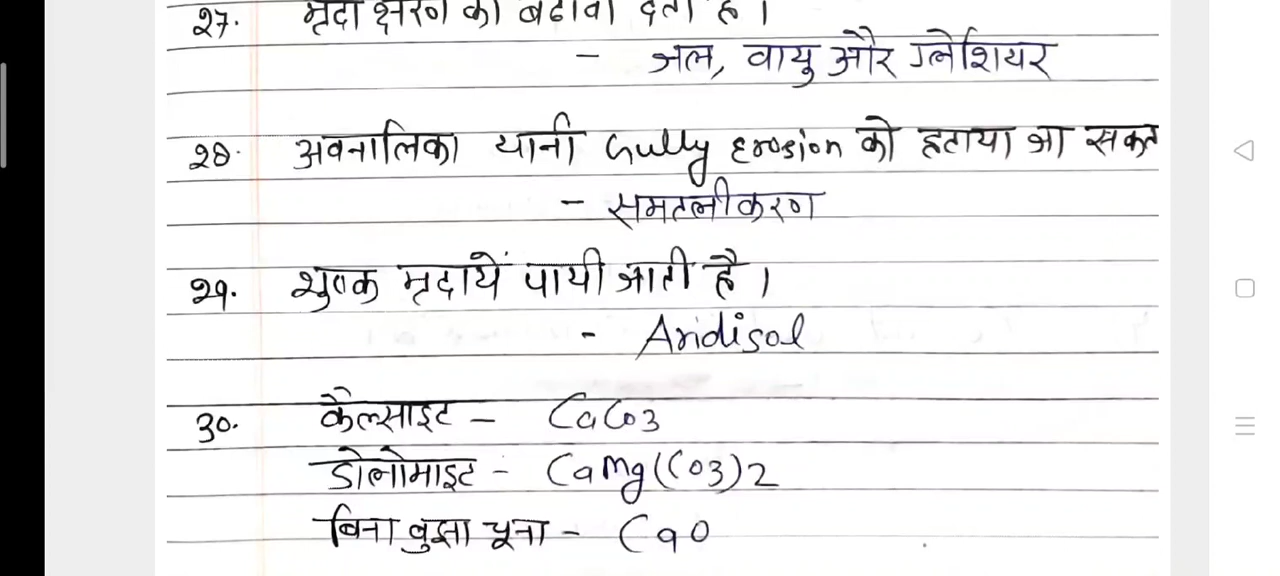 27. मृदा क्षरण को बढावा देता है।
- जल, वायु और ग्लेशियर
28. अवनालिका यानी Gully Erosion को हटाया जा सकत
- समतलीकरण
29. शुष्क मृदायें पायी जाती है।
- Aridisol
30. कैल्साइट - CaCo3
डोलोमाइट - CaMg(Co3)2
बिना बुझा चूना - CaO